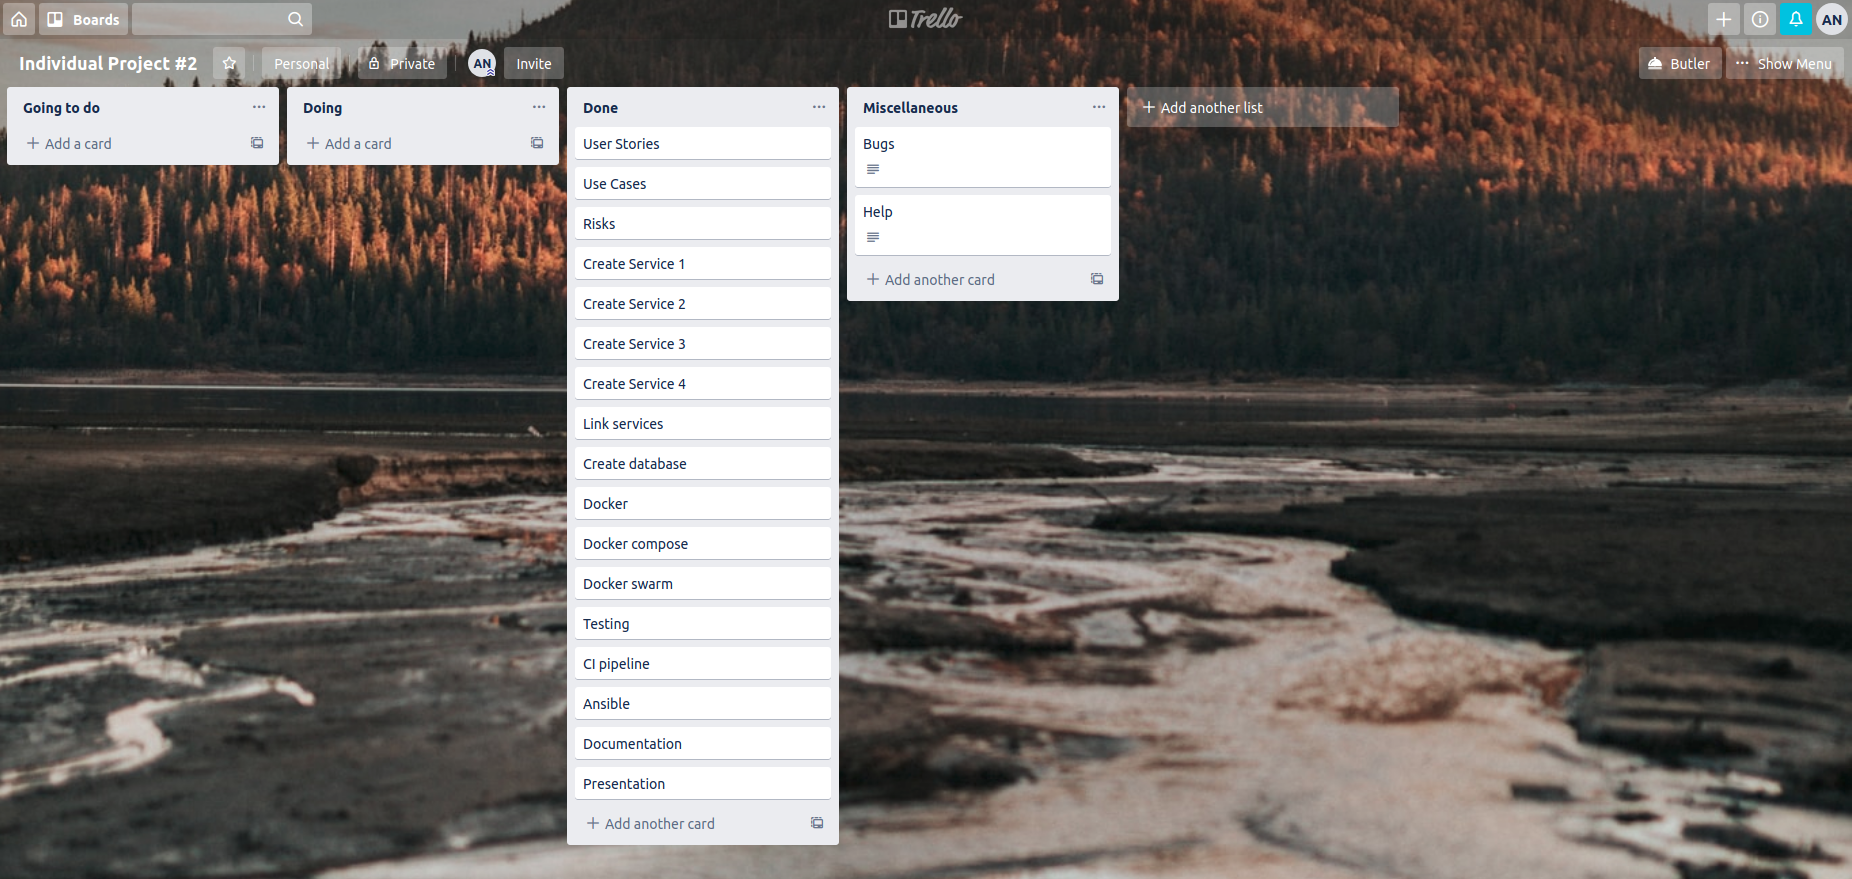 Boards
Trello
AN
Individual Project #2
Personal
Private
AN
Invite
Butler
Show Menu
Going to do
Add a card
Doing
Add a card
Done
User Stories
Use Cases
Risks
Create Service 1
Create Service 2
Create Service 3
Create Service 4
Link services
Create database
Docker
Docker compose
Docker swarm
Testing
CI pipeline
Ansible
Documentation
Presentation
Add another card
Miscellaneous
Bugs
Help
Add another card
Add another list